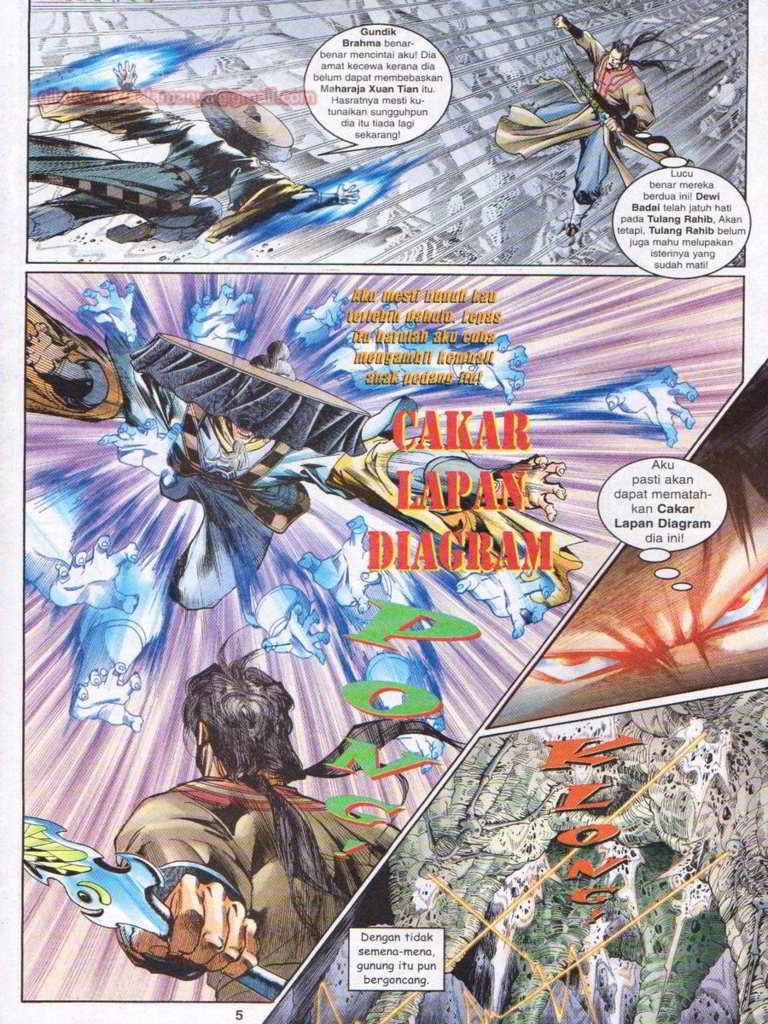 Gundik
Brahma benar-
benar mencintai aku! Dia
amat kecewa kerana dia
belum dapat membebaskan
Maharaja Xuan Tian itu.
Hasratnya mesti ku-
tunaikan sungguhpun
dia itu tiada lagi
sekarang!
Lucu
benar mereka
berdua ini! Dewi
Badai telah jatuh hati
pada Tulang Rahib, Akan
tetapi, Tulang Rahib belum
juga mahu melupakan
isterinya yang
sudah mati!
Aku mesti bunuh kau
terlebih dahulu. Lepas
itu barulah aku cuba
mengambil kembali
anak pedang itu!
CAKAR
LAPAN
DIAGRAM
PONG
Aku
pasti akan
dapat mematah-
kan Cakar
Lapan Diagram
dia ini!
KLONG
Dengan tidak
semena-mena,
gunung itu pun
bergoncang.
5